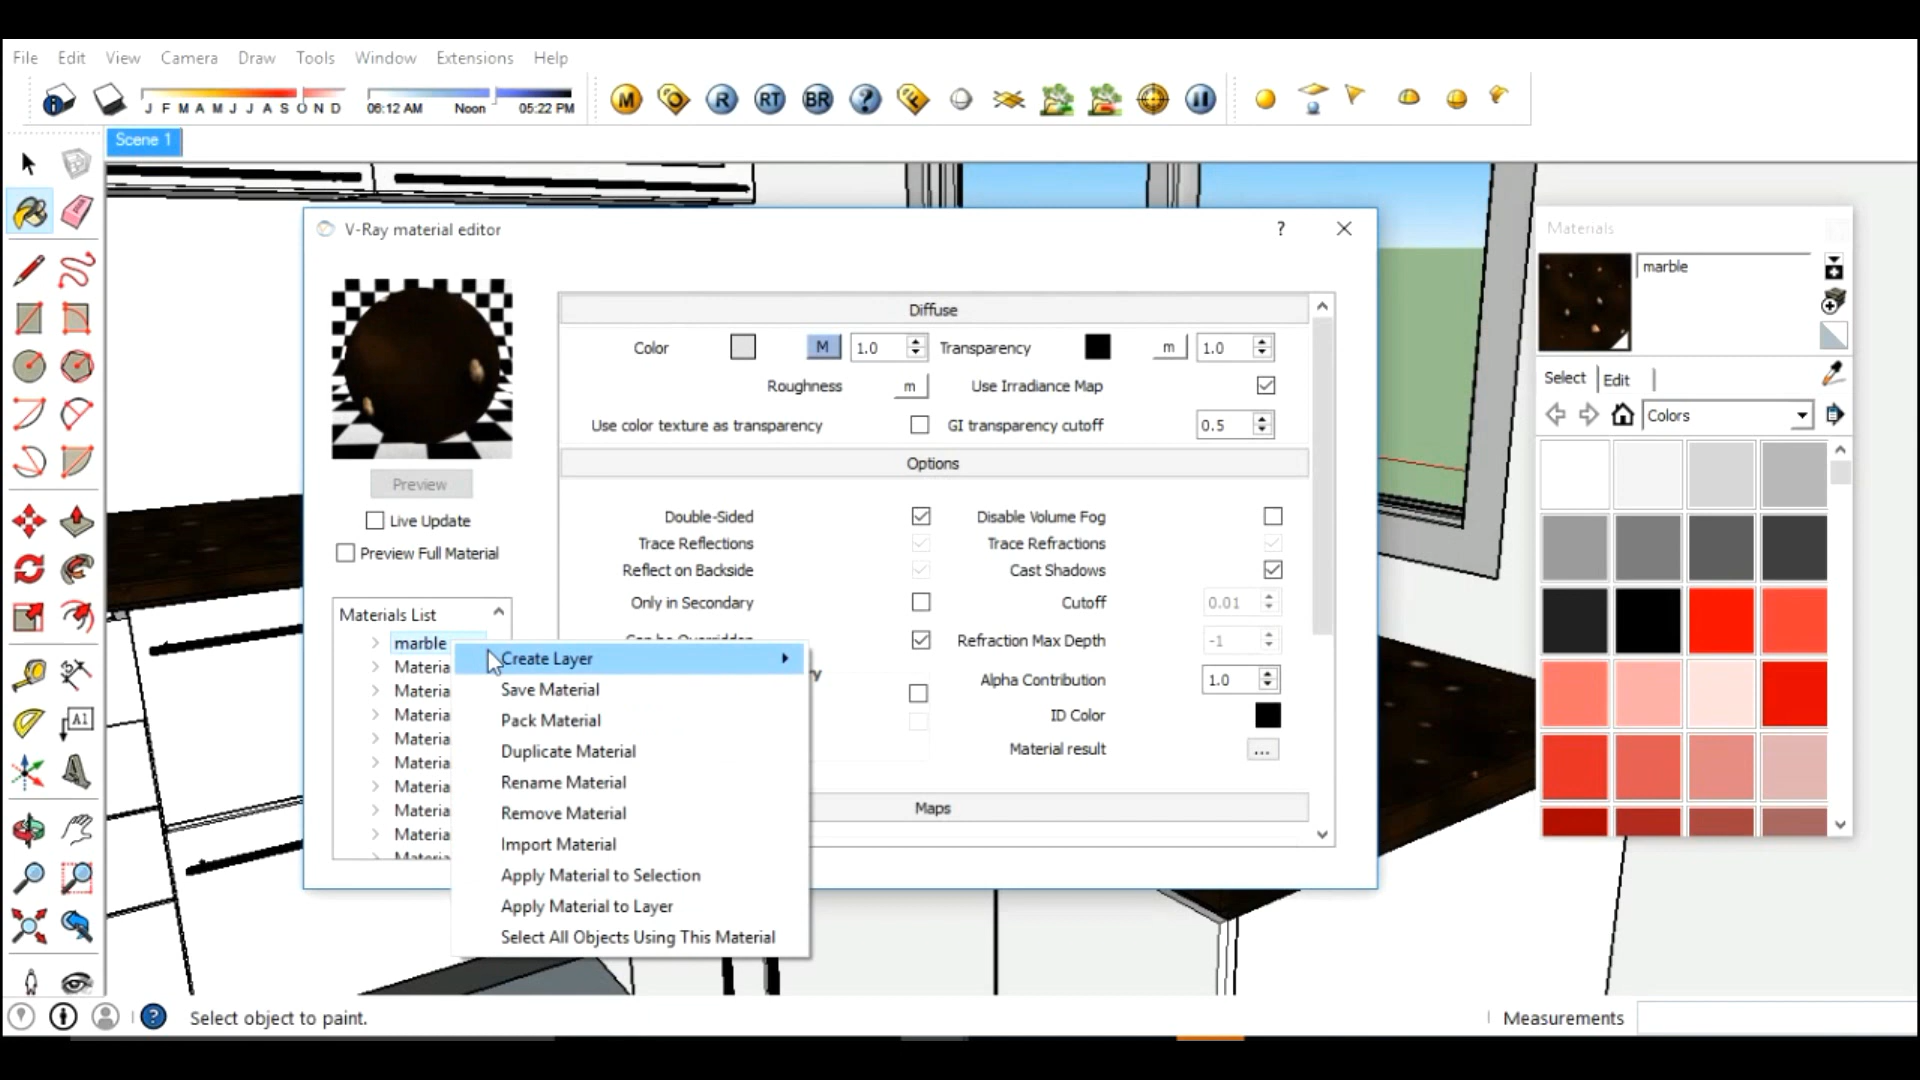 File Edit View Camera Draw Tools Window Extensions Help
J F M A M J J A S O N D 06:12 AM Noon 05:22 PM
M R RT BR ?
Scene 1
V-Ray material editor ?
Materials
marble
Diffuse
Color M 1.0 Transparency m 1.0
Roughness m Use Irradiance Map
Use color texture as transparency GI transparency cutoff 0.5
Select Edit
Colors
Options
Preview
Live Update
Preview Full Material
Double-Sided Disable Volume Fog
Trace Reflections Trace Refractions
Reflect on Backside Cast Shadows
Only in Secondary Cutoff 0.01
Can be Overridden Refraction Max Depth -1
Alpha Contribution 1.0
ID Color
Material result ...
Maps
Materials List
marble
Materia
Materia
Materia
Materia
Materia
Materia
Materia
Materia
Create Layer
Save Material
Pack Material
Duplicate Material
Rename Material
Remove Material
Import Material
Apply Material to Selection
Apply Material to Layer
Select All Objects Using This Material
A1
Select object to paint.
Measurements